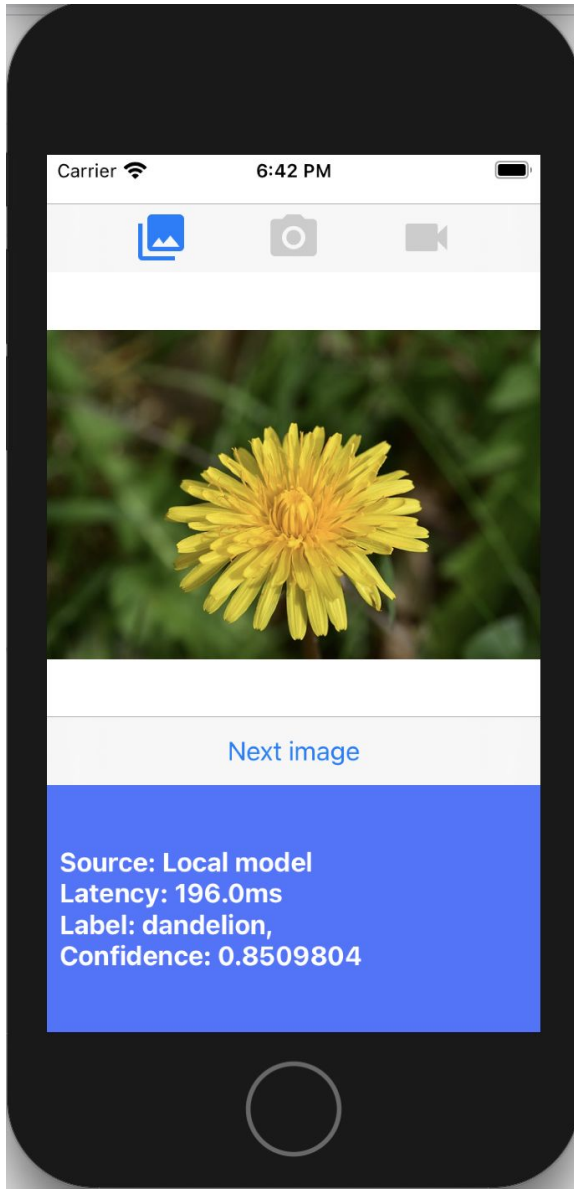 Carrier
6:42 PM
Next image
Source: Local model
Latency: 196.0ms
Label: dandelion,
Confidence: 0.8509804